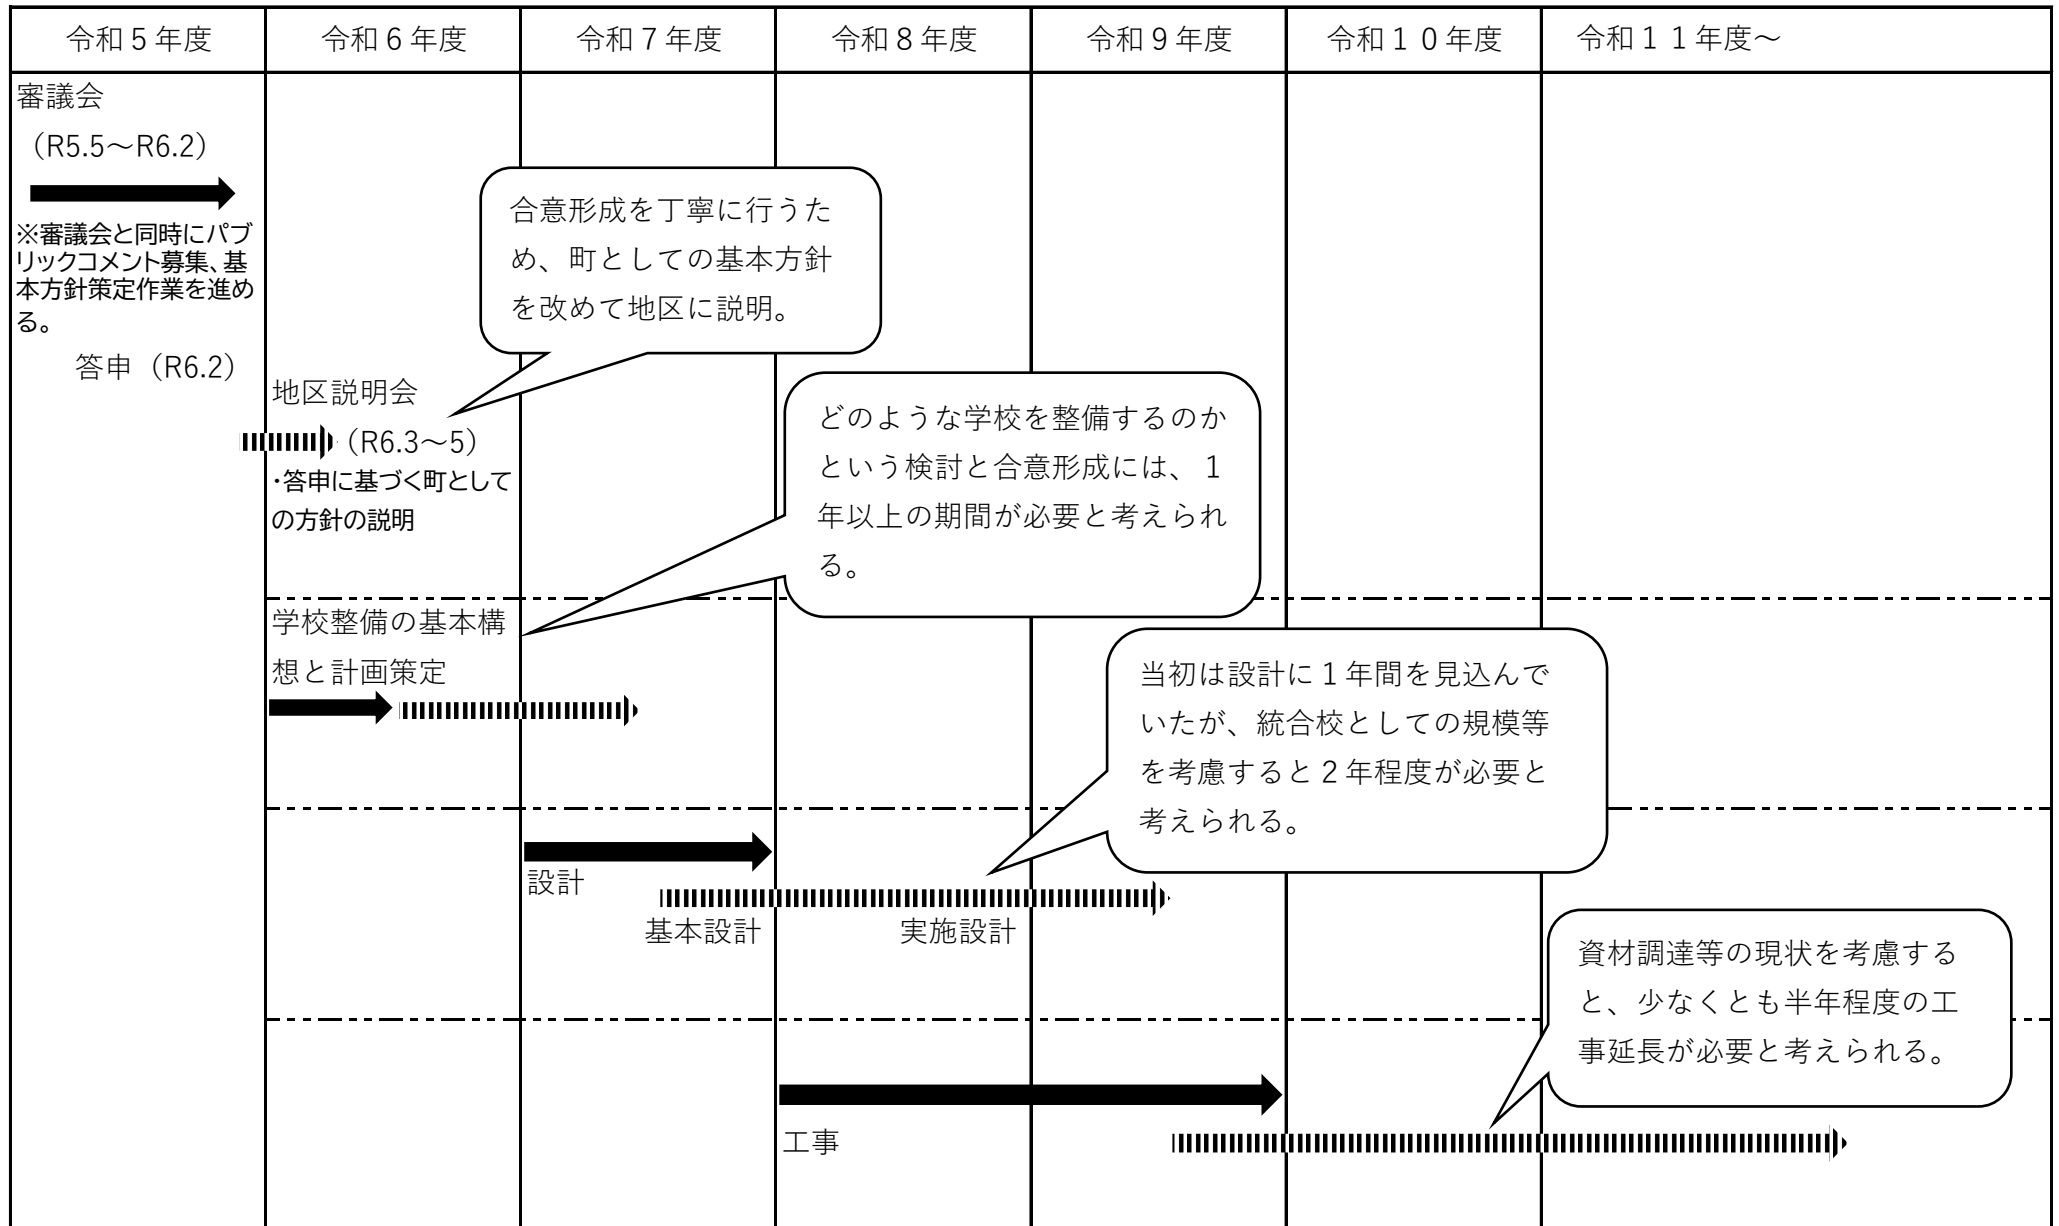 令和５年度
令和６年度
令和７年度
令和８年度
令和９年度
令和１０年度
令和１１年度～
審議会
（R5.5～R6.2）
※審議会と同時にパブ
リックコメント募集、基
本方針策定作業を進め
る。
答申（R6.2）
合意形成を丁寧に行うた
め、町としての基本方針
を改めて地区に説明。
地区説明会
（R6.3～5）
・答申に基づく町として
の方針の説明
どのような学校を整備するのか
という検討と合意形成には、１
年以上の期間が必要と考えられ
る。
学校整備の基本構
想と計画策定
当初は設計に１年間を見込んで
いたが、統合校としての規模等
を考慮すると２年程度が必要と
考えられる。
設計
基本設計
実施設計
資材調達等の現状を考慮する
と、少なくとも半年程度の工
事延長が必要と考えられる。
工事